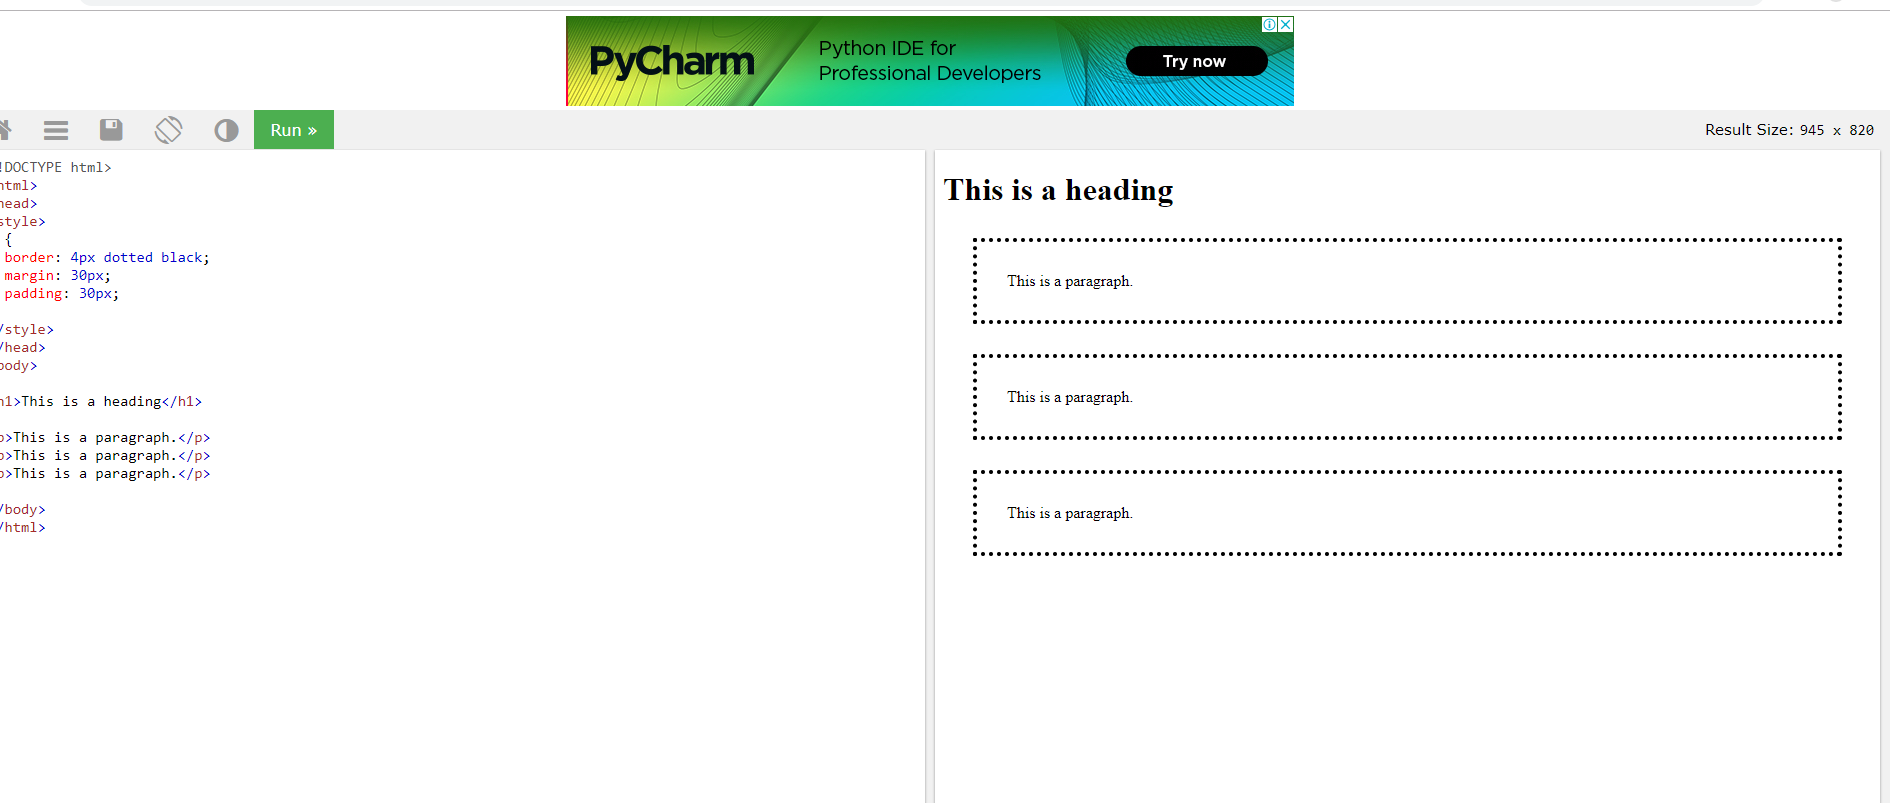 PyCharm
Python IDE for
Professional Developers
Try now
Run »
Result Size: 945 x 820
!DOCTYPE html>
html>
head>
style>
{
border: 4px dotted black;
margin: 30px;
padding: 30px;
/style>
/head>
body>
h1>This is a heading</h1>
p>This is a paragraph.</p>
p>This is a paragraph.</p>
p>This is a paragraph.</p>
/body>
/html>
This is a heading
This is a paragraph.
This is a paragraph.
This is a paragraph.